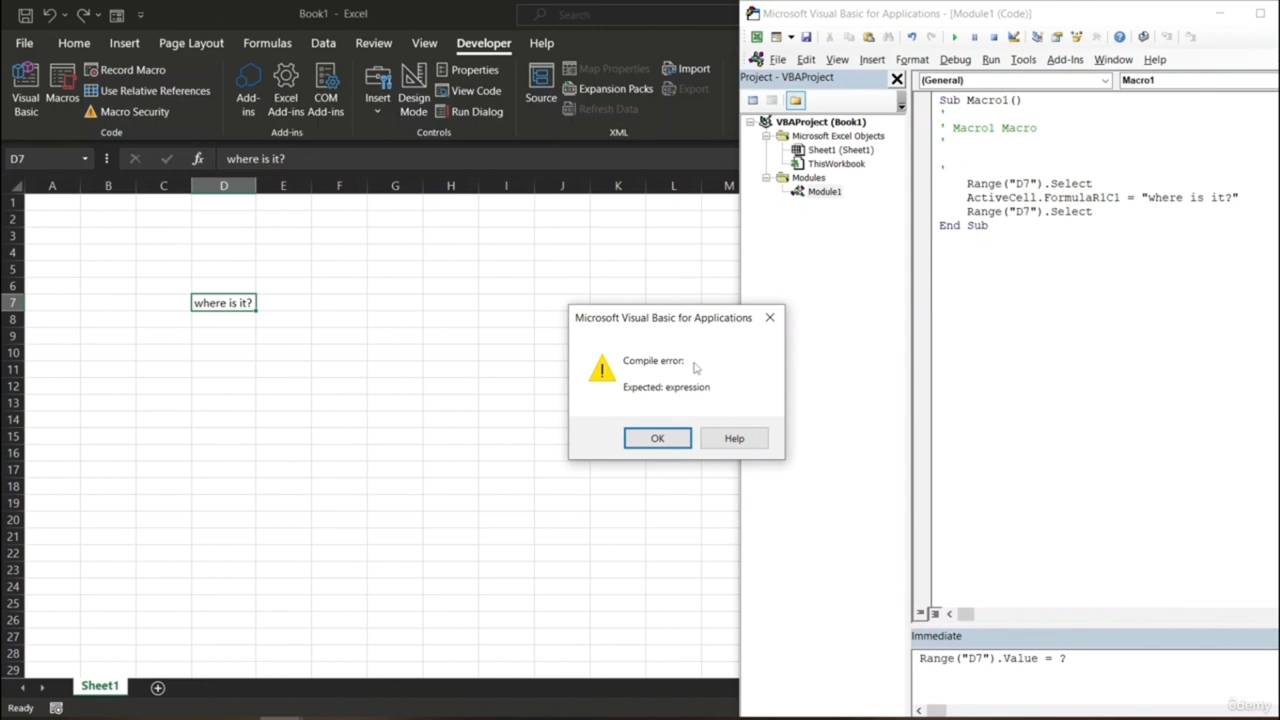 Book1 - Excel
Search
File Home Insert Page Layout Formulas Data Review View Developer Help
Visual Basic
Macros
Record Macro
Use Relative References
Macro Security
Code
Add-ins
Excel Add-ins
COM Add-ins
Add-ins
Insert
Design Mode
Properties
View Code
Run Dialog
Controls
Source
Map Properties
Expansion Packs
Refresh Data
Import
Export
XML
D7
fx
where is it?
A B C D E F G H I J K L M
1
2
3
4
5
6
7 where is it?
8
9
10
11
12
13
14
15
16
17
18
19
20
21
22
23
24
25
26
27
28
29
Sheet1
Ready
Microsoft Visual Basic for Applications - [Module1 (Code)]
File Edit View Insert Format Debug Run Tools Add-Ins Window Help
Project - VBAProject
VBAProject (Book1)
Microsoft Excel Objects
Sheet1 (Sheet1)
ThisWorkbook
Modules
Module1
(General)
Macro1
Sub Macro1()
'
' Macro1 Macro
'
'
Range("D7").Select
ActiveCell.FormulaR1C1 = "where is it?"
Range("D7").Select
End Sub
Microsoft Visual Basic for Applications
Compile error:
Expected: expression
OK
Help
Immediate
Range("D7").Value = ?
ûdemy